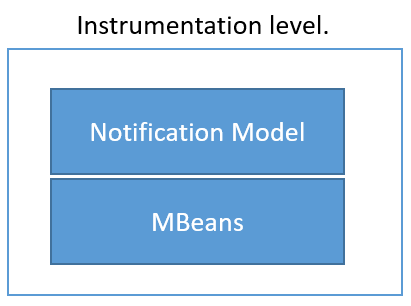 Instrumentation level.
Notification Model
MBeans